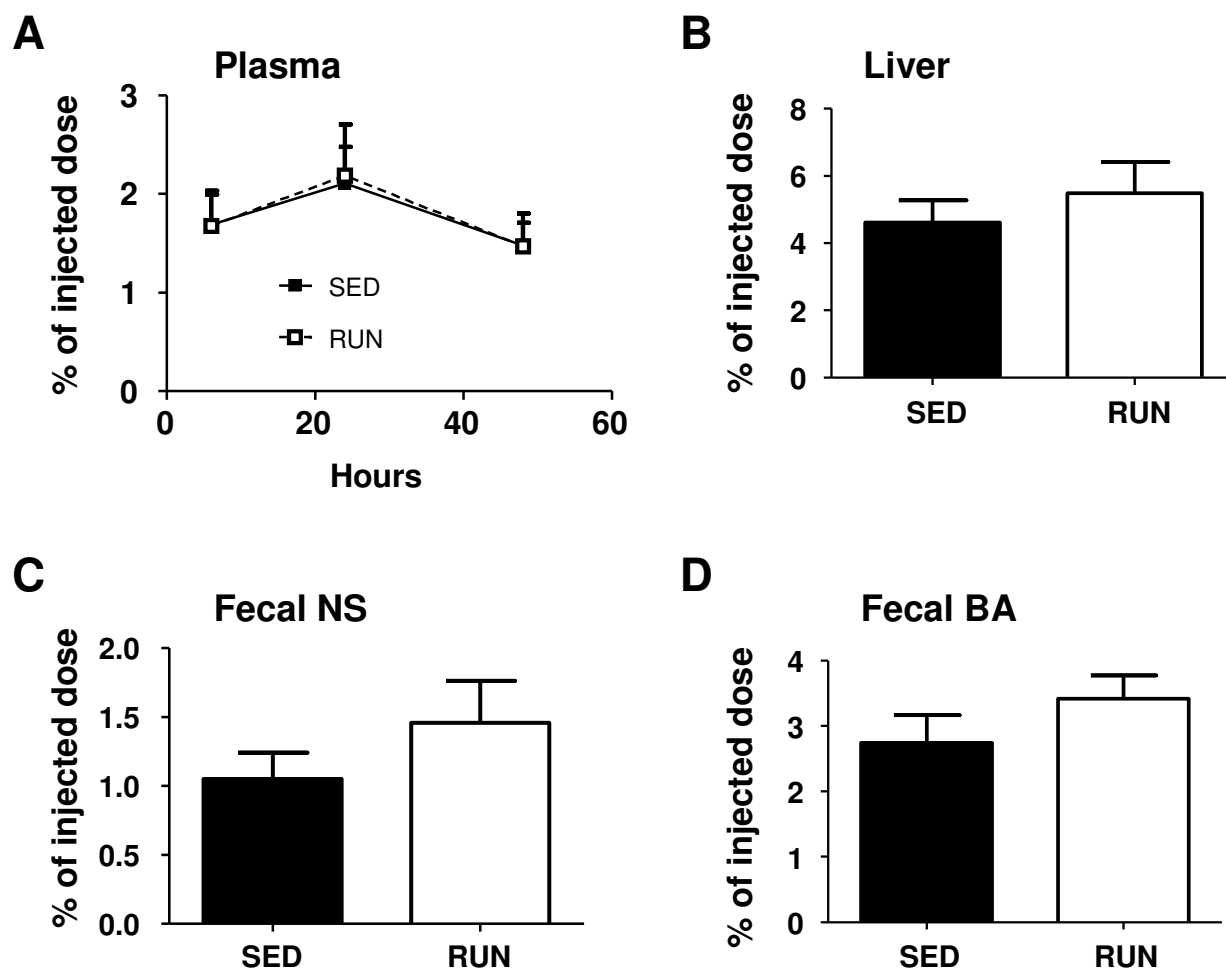 A
Plasma
% of injected dose
3
2
1
0
SED
RUN
0 20 40 60
Hours
B
Liver
% of injected dose
8
6
4
2
0
SED RUN
C
Fecal NS
% of injected dose
2.0
1.5
1.0
0.5
0.0
SED RUN
D
Fecal BA
% of injected dose
4
3
2
1
0
SED RUN